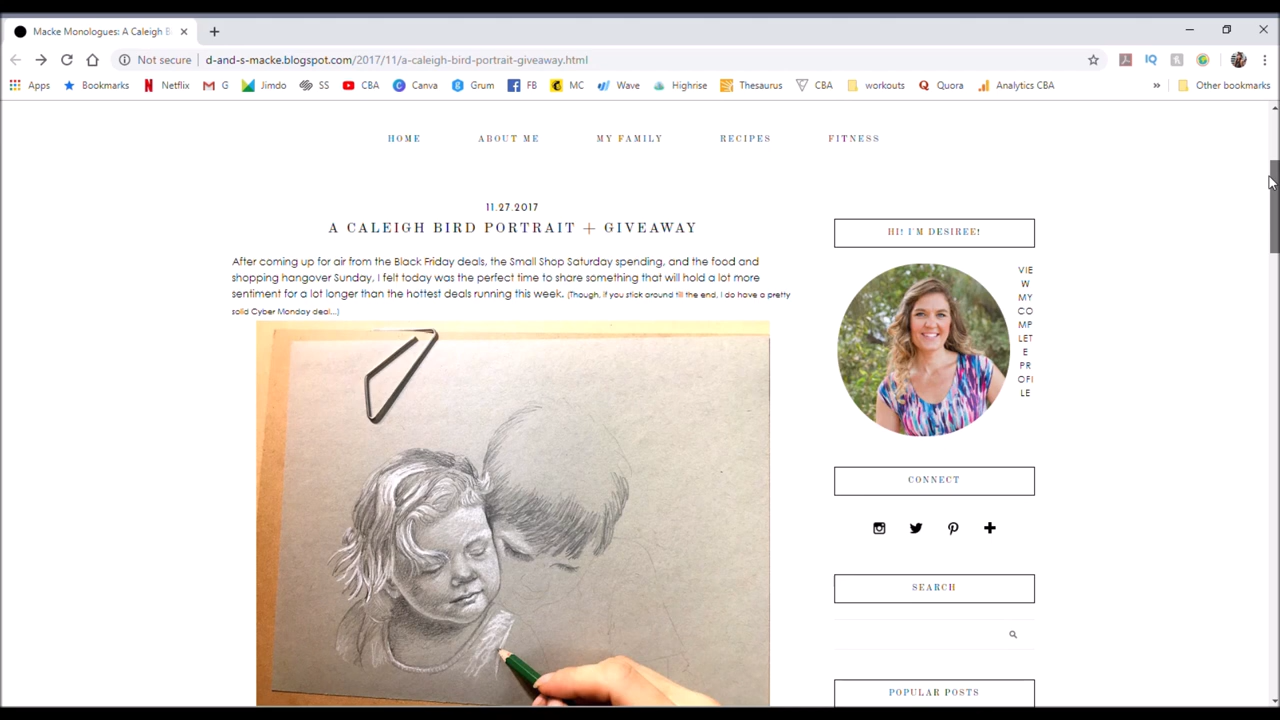 Macke Monologues: A Caleigh B
Not secure d-and-s-macke.blogspot.com/2017/11/a-caleigh-bird-portrait-giveaway.html
Apps Bookmarks Netflix G Jimdo SS CBA Canva Grum FB MC Wave Highrise Thesaurus CBA workouts Quora Analytics CBA » Other bookmarks
HOME ABOUT ME MY FAMILY RECIPES FITNESS
11.27.2017
A CALEIGH BIRD PORTRAIT + GIVEAWAY
After coming up for air from the Black Friday deals, the Small Shop Saturday spending, and the food and
shopping hangover Sunday, I felt today was the perfect time to share something that will hold a lot more
sentiment for a lot longer than the hottest deals running this week. (Though, if you stick around till the end, I do have a pretty
solid Cyber Monday deal...)
HI! I'M DESIREE!
VIE
W
MY
CO
MP
LET
E
PR
OFI
LE
CONNECT
SEARCH
POPULAR POSTS